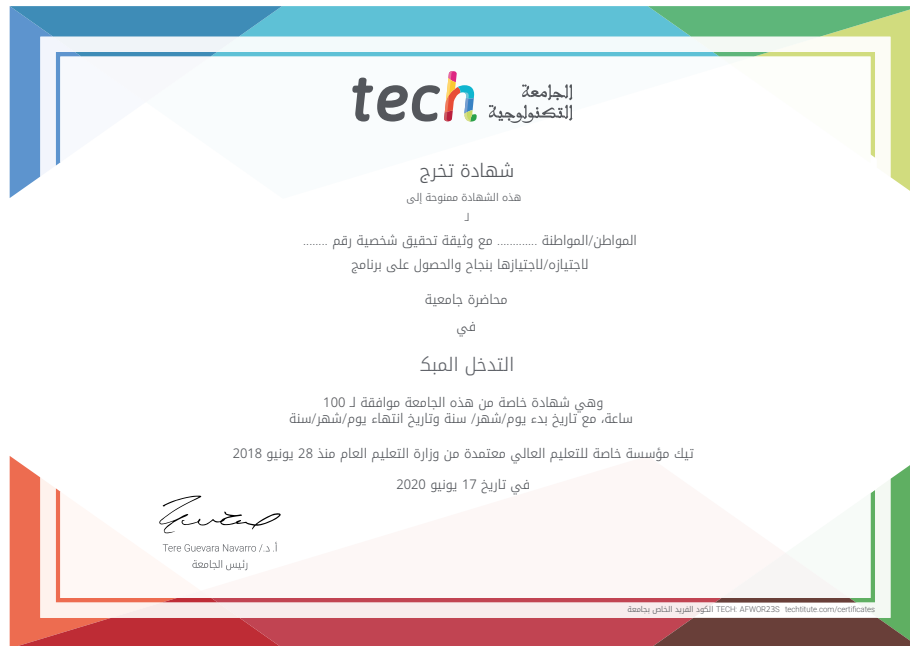 tech الجامعة
التكنولوجية
شهادة تخرج
هذه الشهادة ممنوحة إلى
لـ
المواطن/المواطنة ............ مع وثيقة تحقيق شخصية رقم ........
لاجتيازه/لاجتيازها بنجاح والحصول على برنامج
محاضرة جامعية
في
التدخل المبكـ
وهي شهادة خاصة من هذه الجامعة موافقة لـ 100
ساعة، مع تاريخ بدء يوم/شهر/ سنة وتاريخ انتهاء يوم/شهر/سنة
تيك مؤسسة خاصة للتعليم العالي معتمدة من وزارة التعليم العام منذ 28 يونيو 2018
في تاريخ 17 يونيو 2020
أ. د./ Tere Guevara Navarro
رئيس الجامعة
الكود الفريد الخاص بجامعة TECH: AFWOR23S techtitute.com/certificates